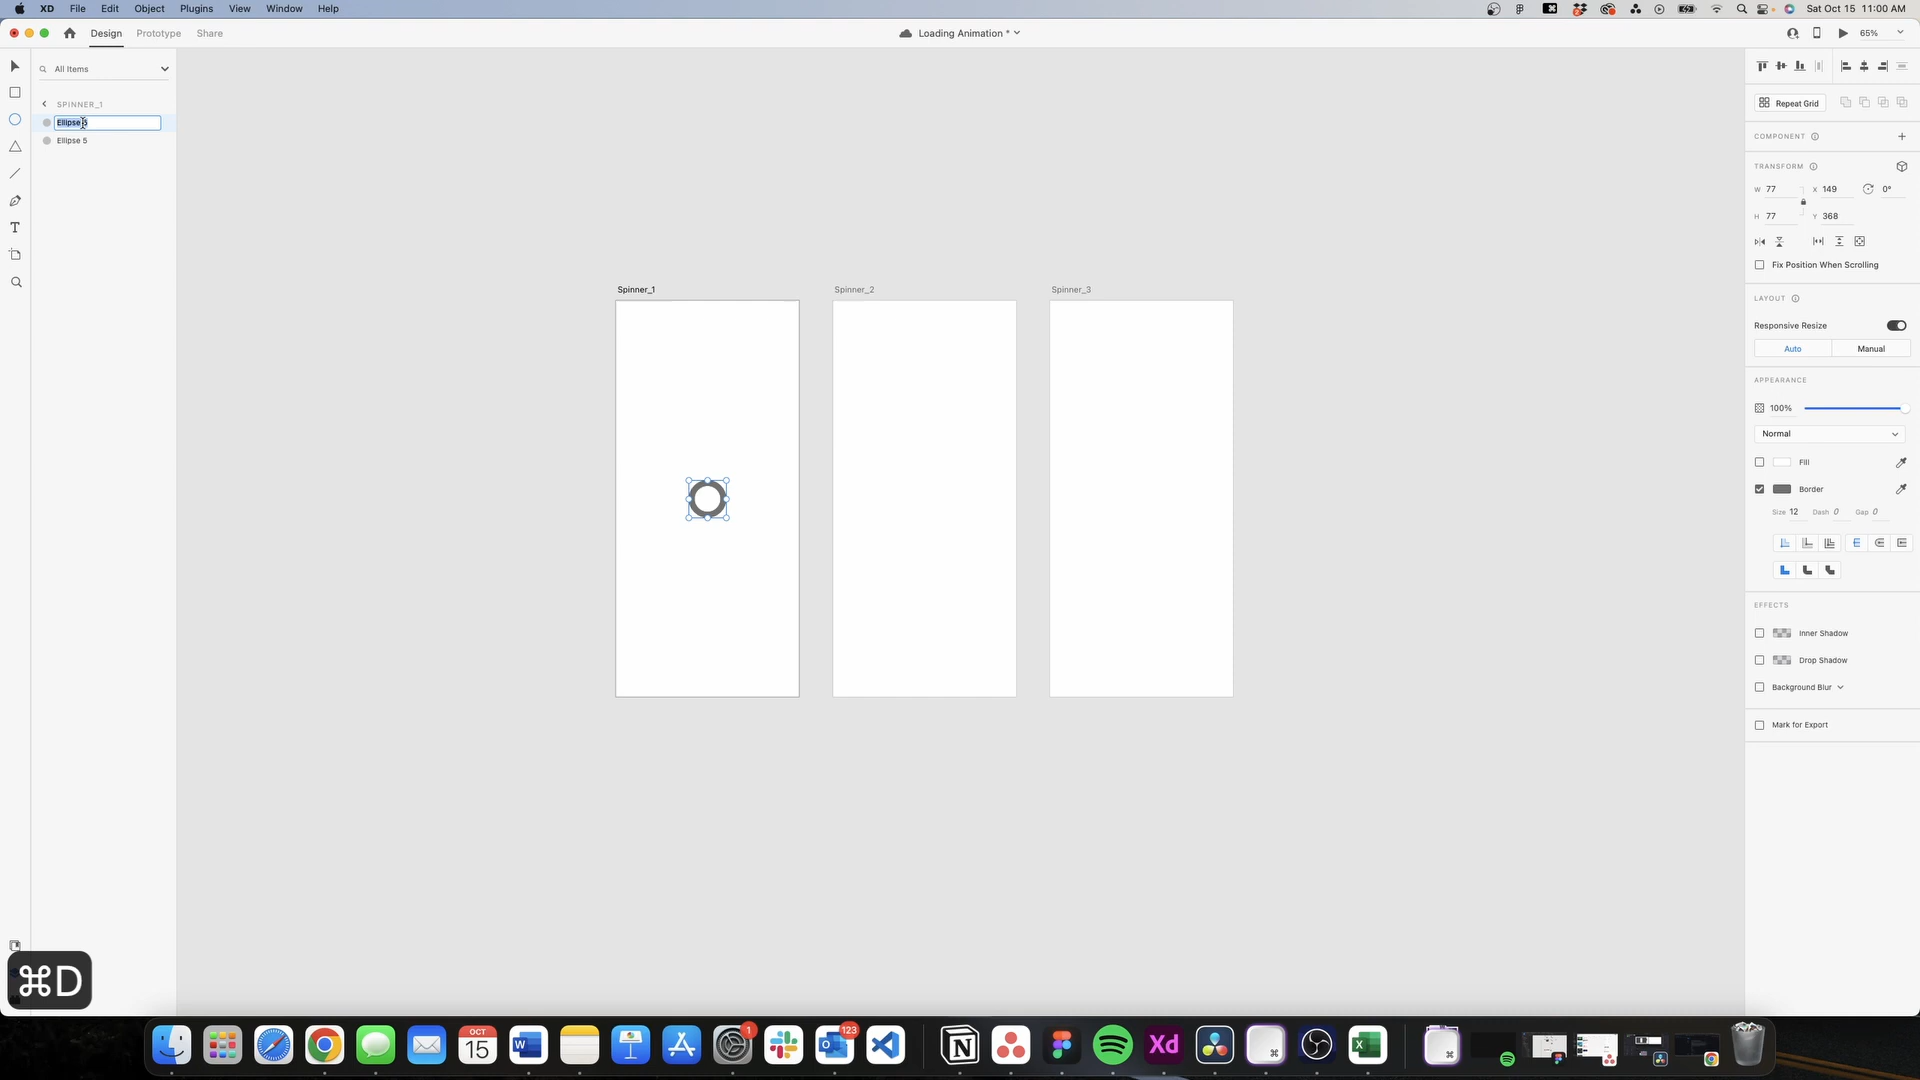 XD File Edit Object Plugins View Window Help Sat Oct 15 11:00 AM
Design Prototype Share Loading Animation * 65%
All Items
SPINNER_1
Ellipse
Ellipse 5
Spinner_1 Spinner_2 Spinner_3
Repeat Grid
COMPONENT
TRANSFORM
W 77 X 149 0°
H 77 Y 368
Fix Position When Scrolling
LAYOUT
Responsive Resize
Auto Manual
APPEARANCE
100%
Normal
Fill
Border
Size 12 Dash 0 Gap 0
EFFECTS
Inner Shadow
Drop Shadow
Background Blur
Mark for Export
⌘D
OCT
15
W
1
123
N
Xd
⌘
X
⌘